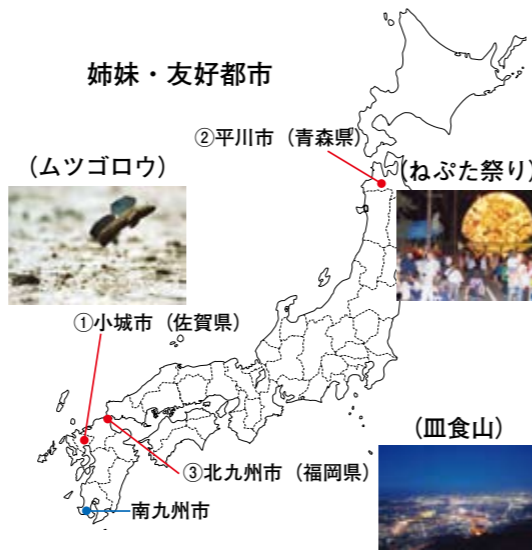 姉妹・友好都市
②平川市（青森県）
(ムツゴロウ)
(ねぷた祭り)
①小城市（佐賀県）
(皿食山)
③北九州市（福岡県）
南九州市